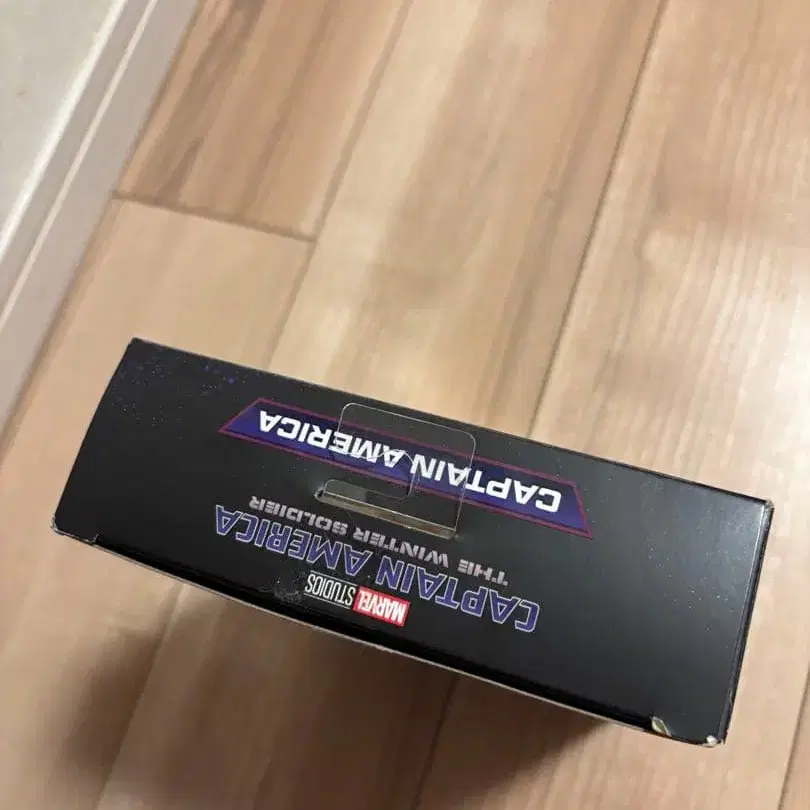 MARVEL STUDIOS
CAPTAIN AMERICA
THE WINTER SOLDIER
CAPTAIN AMERICA